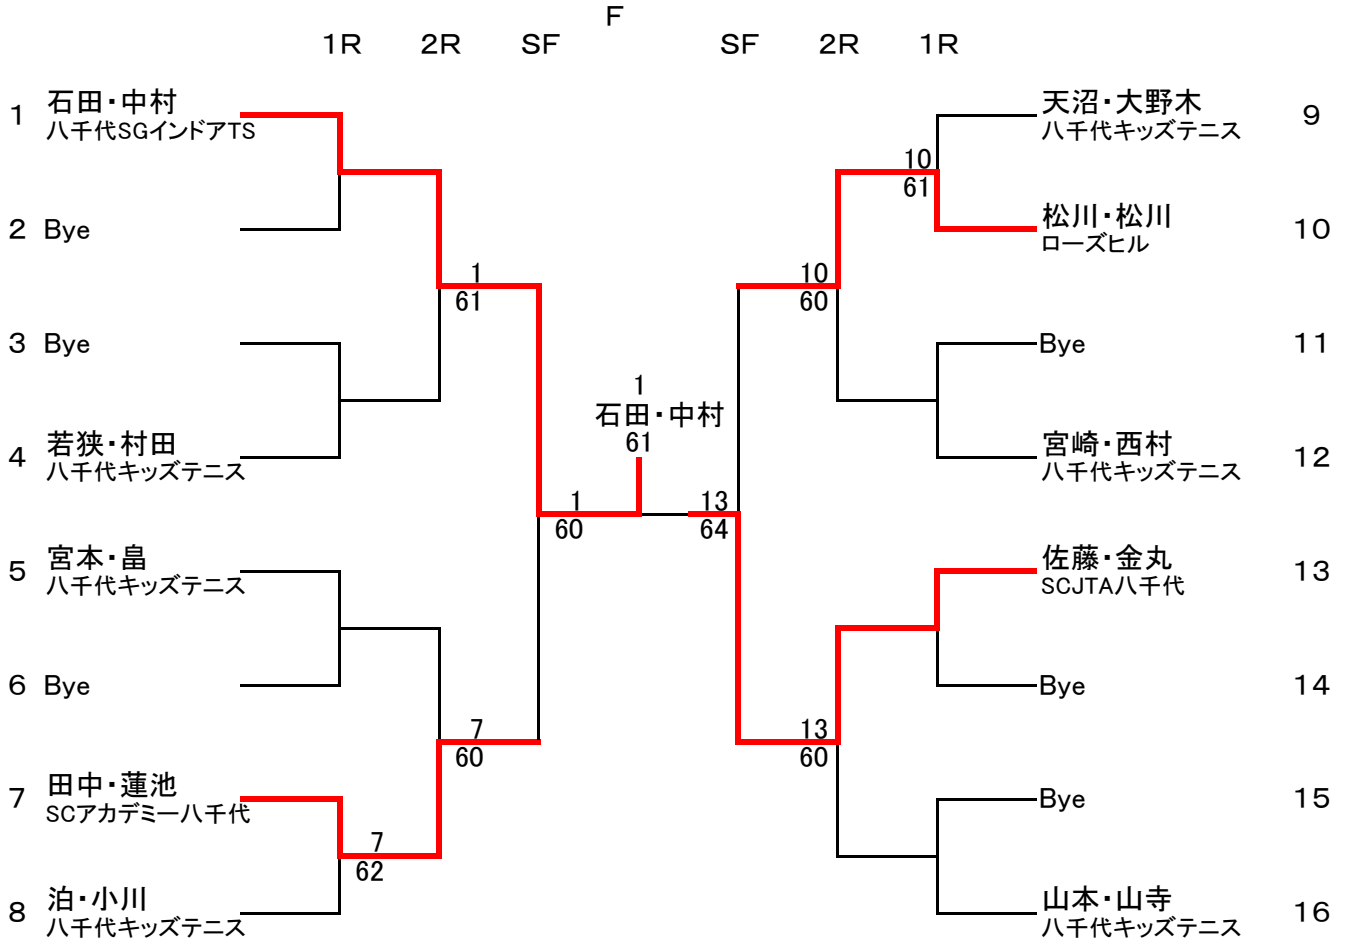 F
1R 2R SF SF 2R 1R
1 石田・中村
八千代SGインドアTS
2 Bye
3 Bye
4 若狭・村田
八千代キッズテニス
5 宮本・畠
八千代キッズテニス
6 Bye
7 田中・蓮池
SCアカデミー八千代
8 泊・小川
八千代キッズテニス
1
61
7
60
7
62
1
60
1
石田・中村
61
13
64
10
60
13
60
10
61
天沼・大野木 9
八千代キッズテニス
松川・松川 10
ローズヒル
Bye 11
宮崎・西村 12
八千代キッズテニス
佐藤・金丸 13
SCJTA八千代
Bye 14
Bye 15
山本・山寺 16
八千代キッズテニス